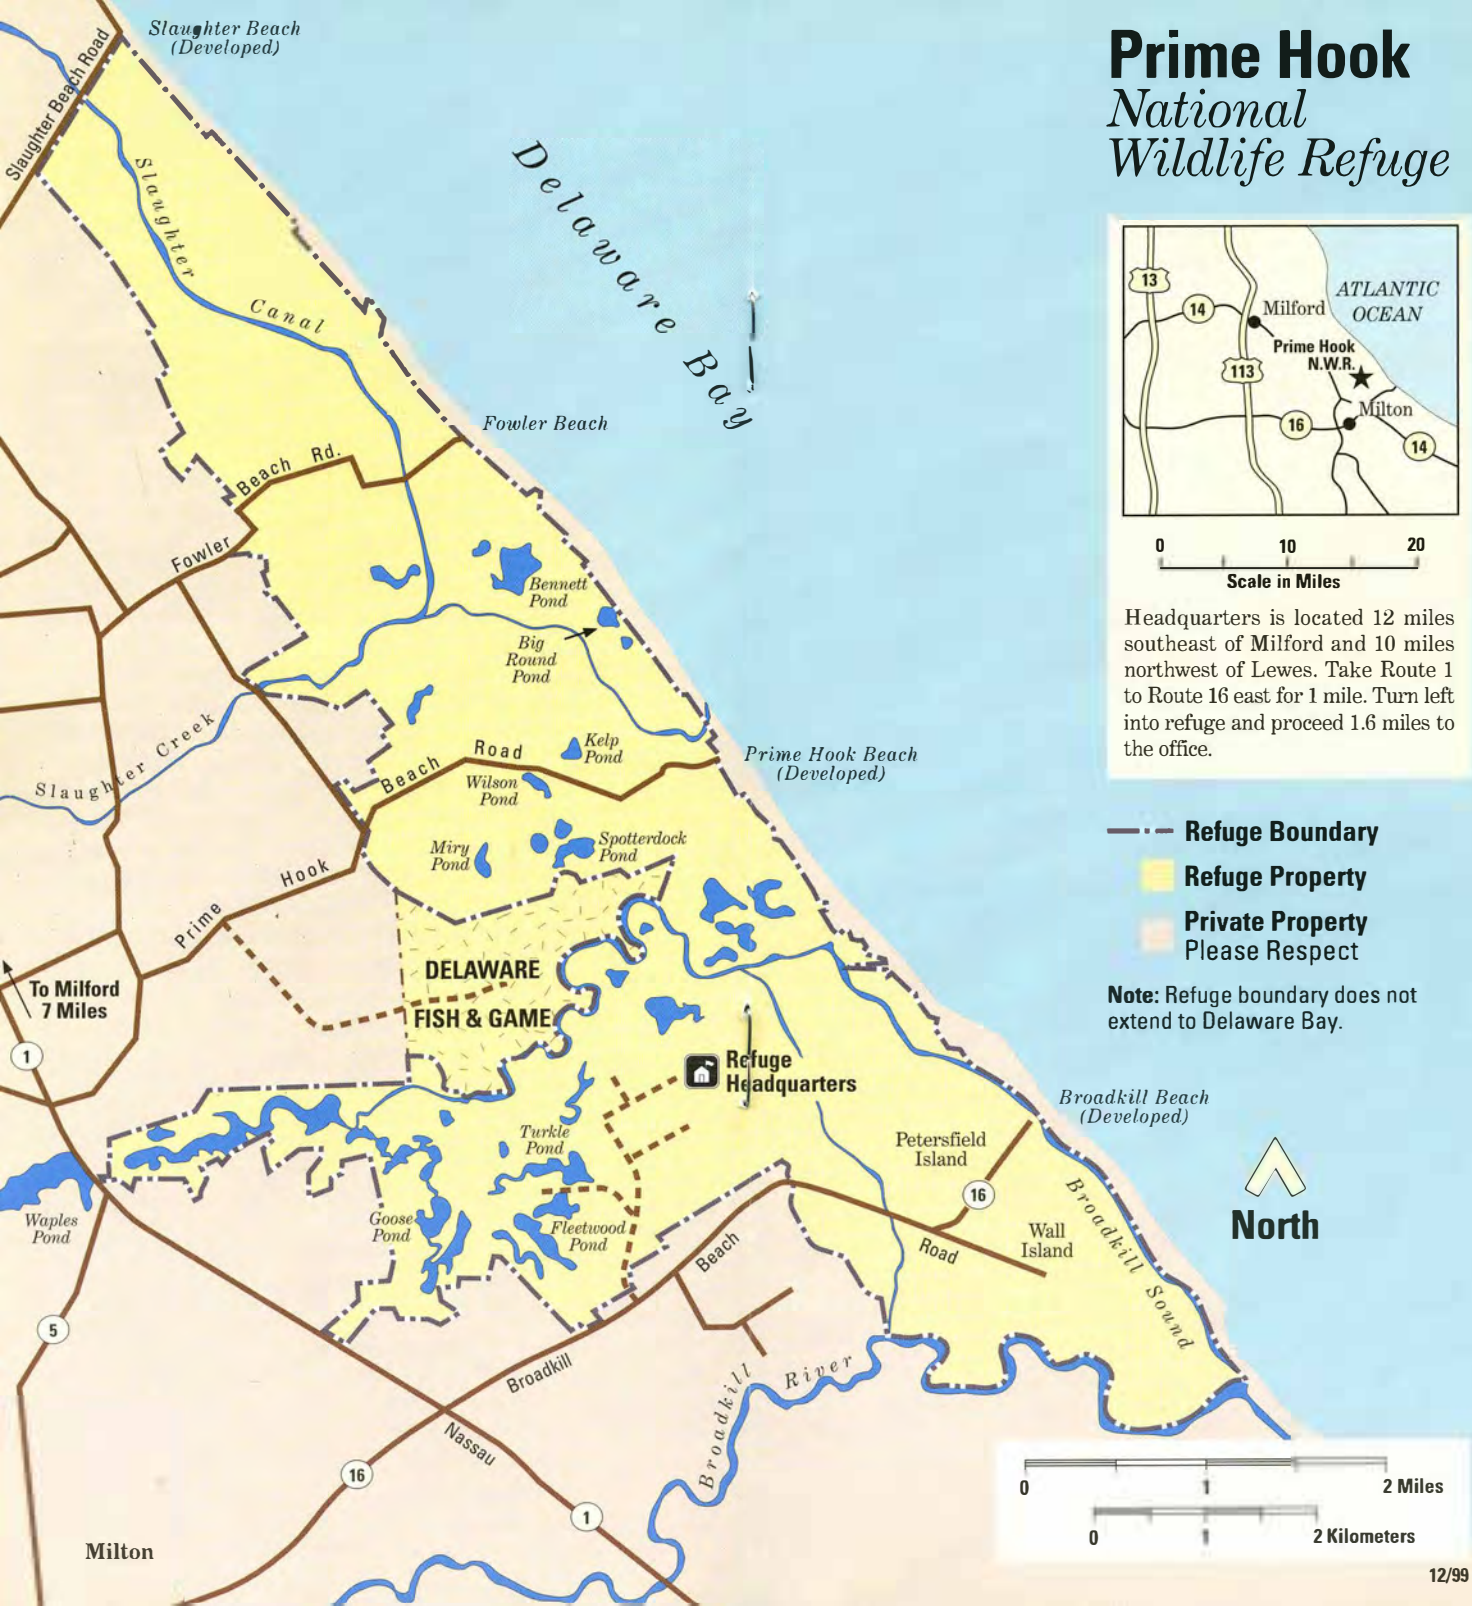 Prime Hook
National
Wildlife Refuge
Slaughter Beach
(Developed)
Slaughter Beach Road
Slaughter
Canal
Delaware Bay
Fowler Beach
Beach Rd.
Fowler
Bennett
Pond
Big
Round
Pond
Slaughter Creek
Kelp
Pond
Beach
Road
Wilson
Pond
Prime Hook Beach
(Developed)
Miry
Pond
Spotterdock
Pond
Prime
Hook
DELAWARE
FISH & GAME
To Milford
7 Miles
1
Refuge
Headquarters
Turkle
Pond
Petersfield
Island
16
Broadkill Beach
(Developed)
Waples
Pond
Goose
Pond
Fleetwood
Pond
Beach
Road
Wall
Island
Broadkill Sound
5
Broadkill
Broadkill River
Nassau
16
1
Milton
13
14
Milford
ATLANTIC
OCEAN
Prime Hook
N.W.R.
113
Milton
16
14
0 10 20
Scale in Miles
Headquarters is located 12 miles
southeast of Milford and 10 miles
northwest of Lewes. Take Route 1
to Route 16 east for 1 mile. Turn left
into refuge and proceed 1.6 miles to
the office.
Refuge Boundary
Refuge Property
Private Property
Please Respect
Note: Refuge boundary does not
extend to Delaware Bay.
North
0 1 2 Miles
0 1 2 Kilometers
12/99